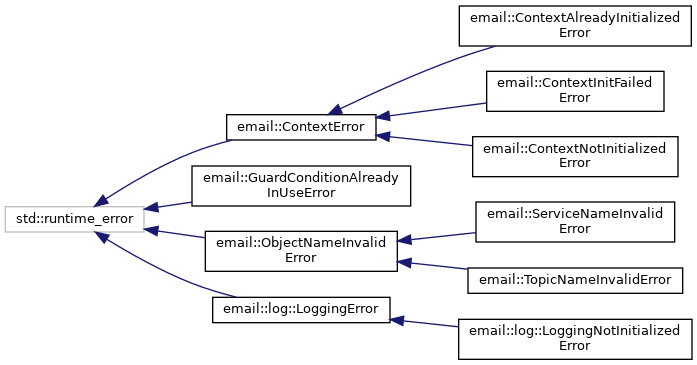 email::ContextAlreadyInitialized
Error
email::ContextInitFailed
Error
email::ContextError
email::ContextNotInitialized
Error
email::GuardConditionAlready
InUseError
std::runtime_error
email::ServiceNameInvalid
Error
email::ObjectNameInvalid
Error
email::TopicNameInvalidError
email::log::LoggingError
email::log::LoggingNotInitialized
Error